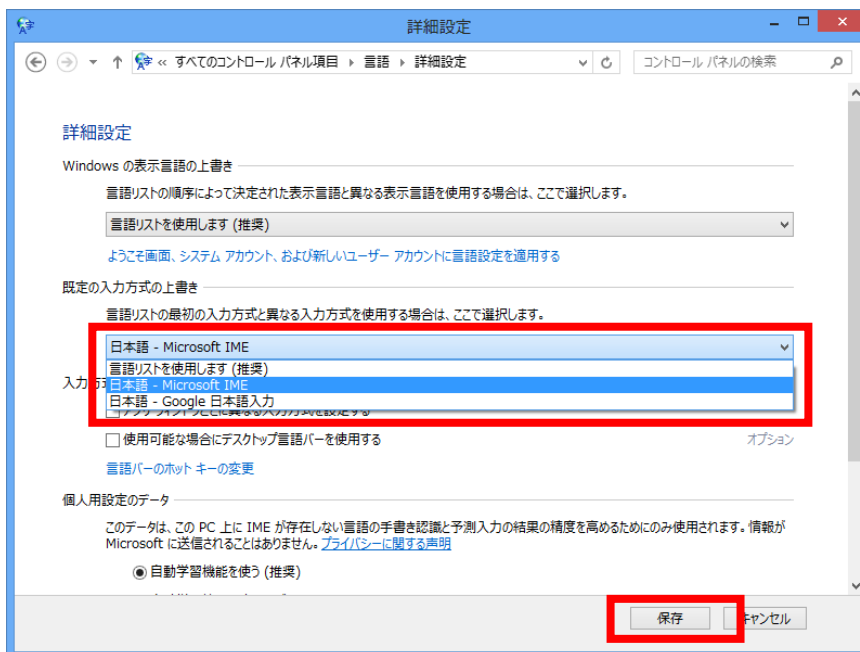 詳細設定
« すべてのコントロール パネル項目 ▸ 言語 ▸ 詳細設定
コントロール パネルの検索
詳細設定
Windows の表示言語の上書き
言語リストの順序によって決定された表示言語と異なる表示言語を使用する場合は、ここで選択します。
言語リストを使用します (推奨)
ようこそ画面、システム アカウント、および新しいユーザー アカウントに言語設定を適用する
既定の入力方式の上書き
言語リストの最初の入力方式と異なる入力方式を使用する場合は、ここで選択します。
日本語 - Microsoft IME
言語リストを使用します (推奨)
入力方
日本語 - Microsoft IME
日本語 - Google 日本語入力
使用可能な場合にデスクトップ言語バーを使用する
オプション
言語バーのホット キーの変更
個人用設定のデータ
このデータは、この PC 上に IME が存在しない言語の手書き認識と予測入力の結果の精度を高めるためにのみ使用されます。情報が
Microsoft に送信されることはありません。プライバシーに関する声明
自動学習機能を使う (推奨)
保存
キャンセル